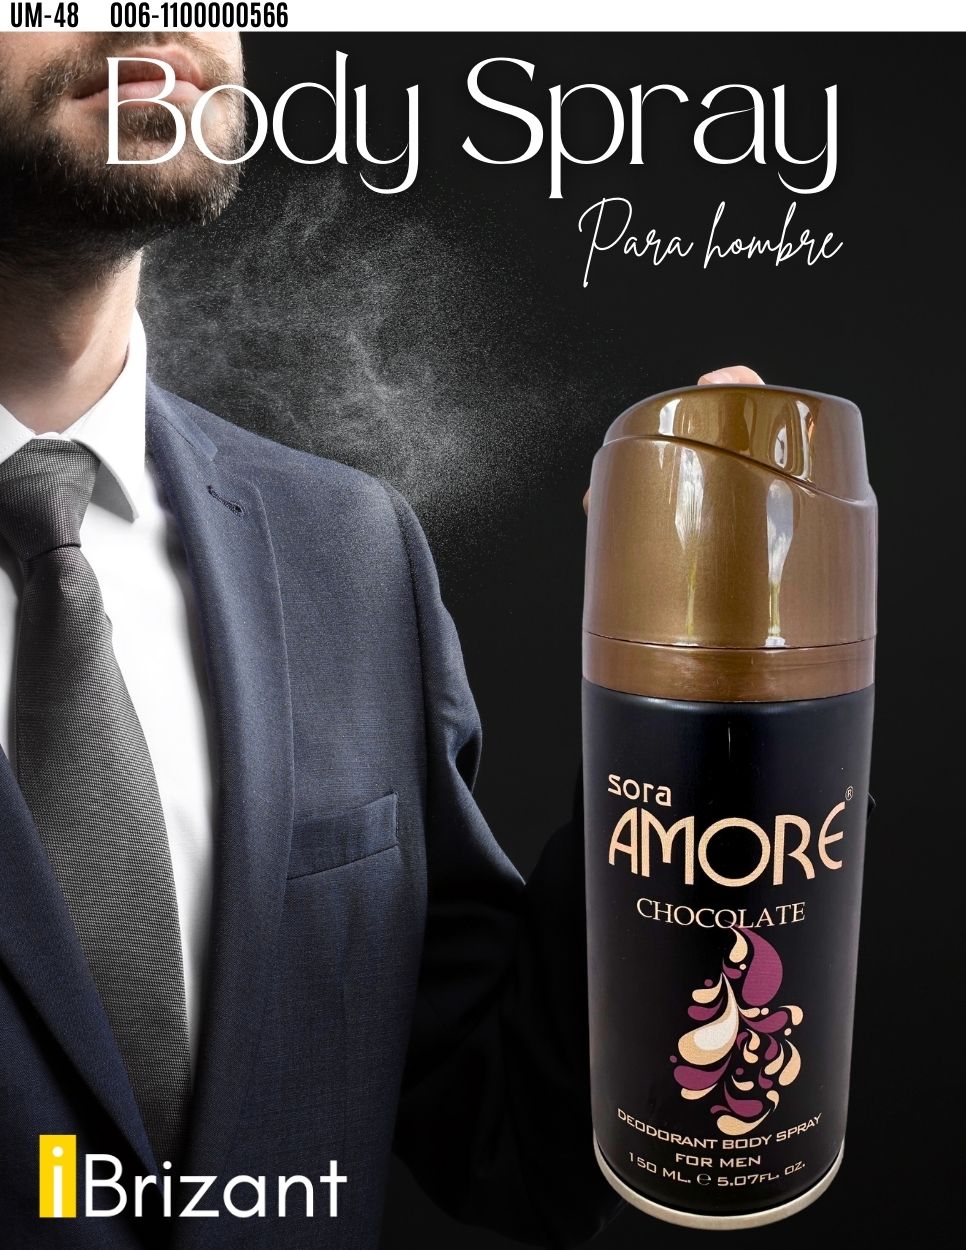 UM-48 006-1100000566
Body Spray
Para hombre
sora
AMORE®
CHOCOLATE
DEODORANT BODY SPRAY
FOR MEN
150 ML. ℮ 5.07FL. OZ.
iBrizant